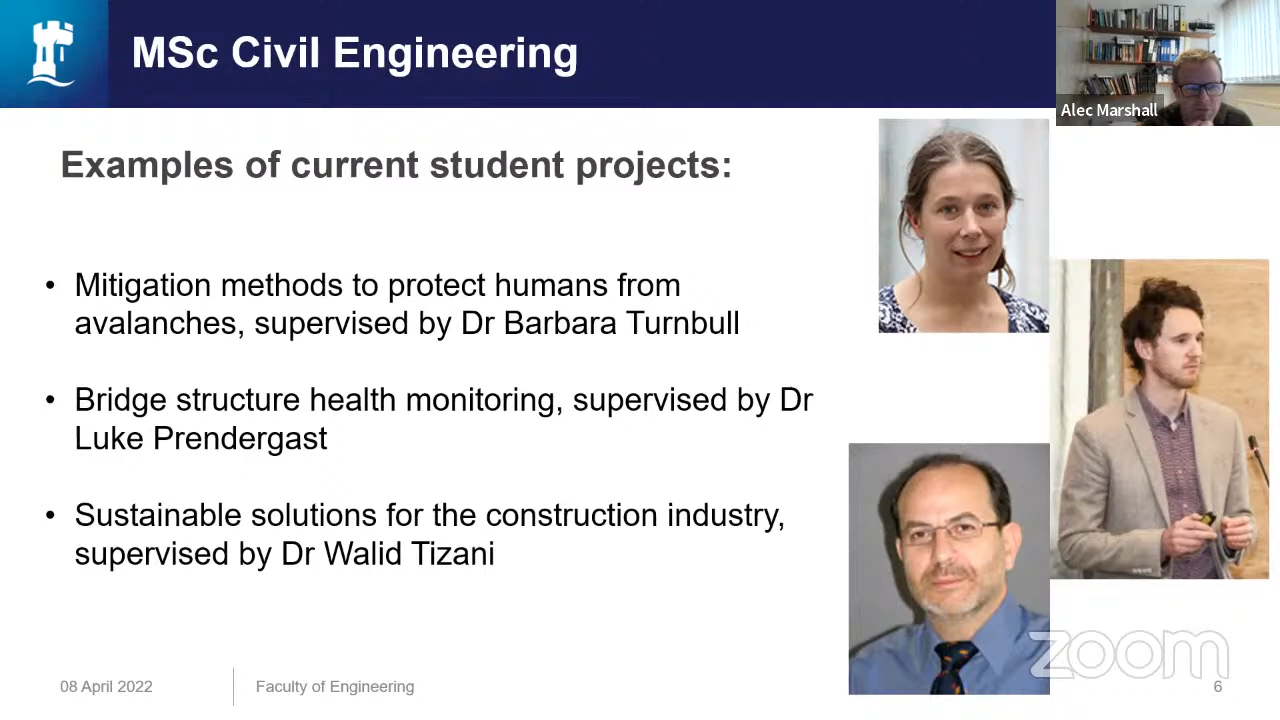 MSc Civil Engineering
Alec Marshall
Examples of current student projects:
• Mitigation methods to protect humans from
avalanches, supervised by Dr Barbara Turnbull
• Bridge structure health monitoring, supervised by Dr
Luke Prendergast
• Sustainable solutions for the construction industry,
supervised by Dr Walid Tizani
zoom
08 April 2022
Faculty of Engineering
6